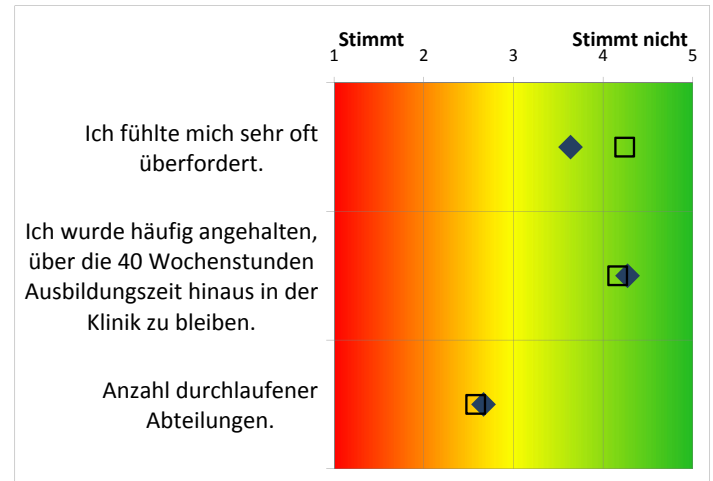 Stimmt Stimmt nicht
1 2 3 4 5
Ich fühlte mich sehr oft
überfordert.
Ich wurde häufig angehalten,
über die 40 Wochenstunden
Ausbildungszeit hinaus in der
Klinik zu bleiben.
Anzahl durchlaufener
Abteilungen.